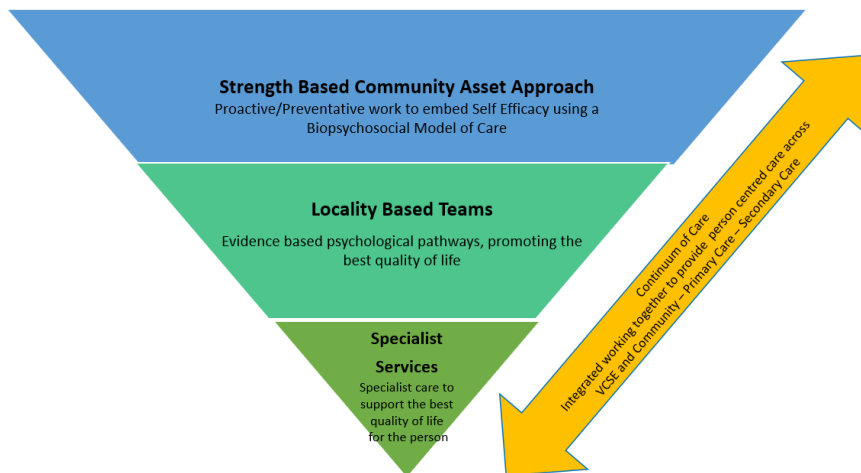 Strength Based Community Asset Approach
Proactive/Preventative work to embed Self Efficacy using a
Biopsychosocial Model of Care
Locality Based Teams
Evidence based psychological pathways, promoting the
best quality of life
Specialist
Services
Specialist care to
support the best
quality of life
for the person
Continuum of Care
Integrated working together to provide person centred care across
VCSE and Community – Primary Care – Secondary Care